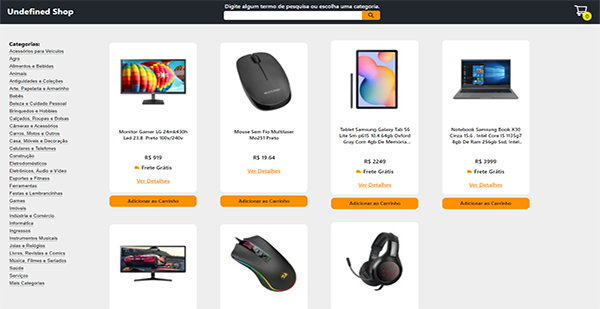 Undefined Shop
Digite algum termo de pesquisa ou escolha uma categoria.
0
Categorias:
Acessórios para Veículos
Agro
Alimentos e Bebidas
Animais
Antiguidades e Coleções
Arte, Papelaria e Armarinho
Bebês
Beleza e Cuidado Pessoal
Brinquedos e Hobbies
Calçados, Roupas e Bolsas
Câmeras e Acessórios
Carros, Motos e Outros
Casa, Móveis e Decoração
Celulares e Telefones
Construção
Eletrodomésticos
Eletrônicos, Áudio e Vídeo
Esportes e Fitness
Ferramentas
Festas e Lembrancinhas
Games
Imóveis
Indústria e Comércio
Informática
Ingressos
Instrumentos Musicais
Joias e Relógios
Livros, Revistas e Comics
Música, Filmes e Seriados
Saúde
Serviços
Mais Categorias
Monitor Gamer LG 24mk430h
Led 23.8 Preto 100v/240v
R$ 919
Frete Grátis
Ver Detalhes
Adicionar ao Carrinho
Mouse Sem Fio Multilaser
Mo251 Preto
R$ 19.64
Ver Detalhes
Adicionar ao Carrinho
Tablet Samsung Galaxy Tab S6
Lite Sm-p615 10.4 64gb Oxford
Gray Com 4gb De Memória...
R$ 2249
Frete Grátis
Ver Detalhes
Adicionar ao Carrinho
Notebook Samsung Book X30
Cinza 15.6 , Intel Core I5 1135g7
8gb De Ram 256gb Ssd, Intel...
R$ 3999
Frete Grátis
Ver Detalhes
Adicionar ao Carrinho